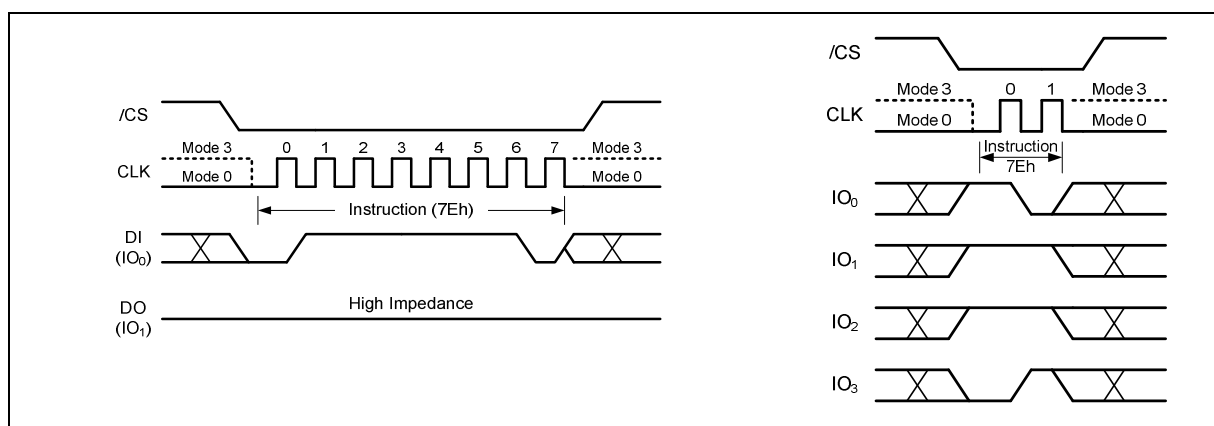 /CS
Mode 3 0 1 2 3 4 5 6 7 Mode 3
CLK Mode 0 Mode 0
Instruction (7Eh)
DI
(IO₀)
High Impedance
DO
(IO₁)
/CS
Mode 3 0 1 Mode 3
CLK Mode 0 Mode 0
Instruction
7Eh
IO₀
IO₁
IO₂
IO₃